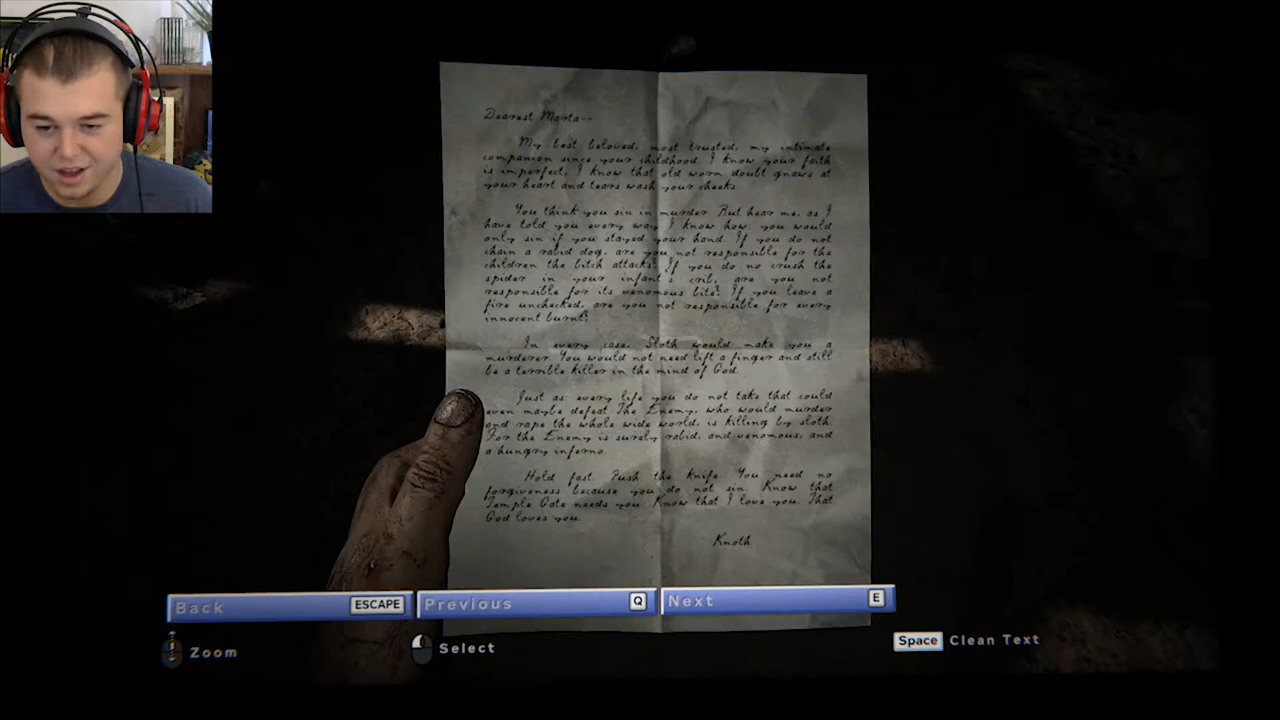 Dearest Marta--
My best beloved, most trusted, my intimate
companion since your childhood. I know your faith
is imperfect. I know that old worm doubt gnaws at
your heart and tears wash your cheeks.
You think you sin in murder. But hear me, as I
have told you every way I know how: you would
only sin if you stayed your hand. If you do not
chain a rabid dog, are you not responsible for the
children the bitch attacks? If you do no crush the
spider in your infant's crib, are you not
responsible for its venomous bite? If you leave a
fire unchecked, are you not responsible for every
innocent burnt?
In every case, Sloth would make you a
murderer. You would not need lift a finger and still
be a terrible killer in the mind of God.
Just as every life you do not take that could
even maybe defeat The Enemy, who would murder
and rape the whole wide world, is killing by sloth.
For the Enemy is surely rabid, and venomous, and
a hungry inferno.
Hold fast. Push the knife. You need no
forgiveness because you do not sin. Know that
Temple Gate needs you. Know that I love you. That
God loves you.
Knoth
Back ESCAPE Previous Q Next E
Zoom Select Space Clean Text